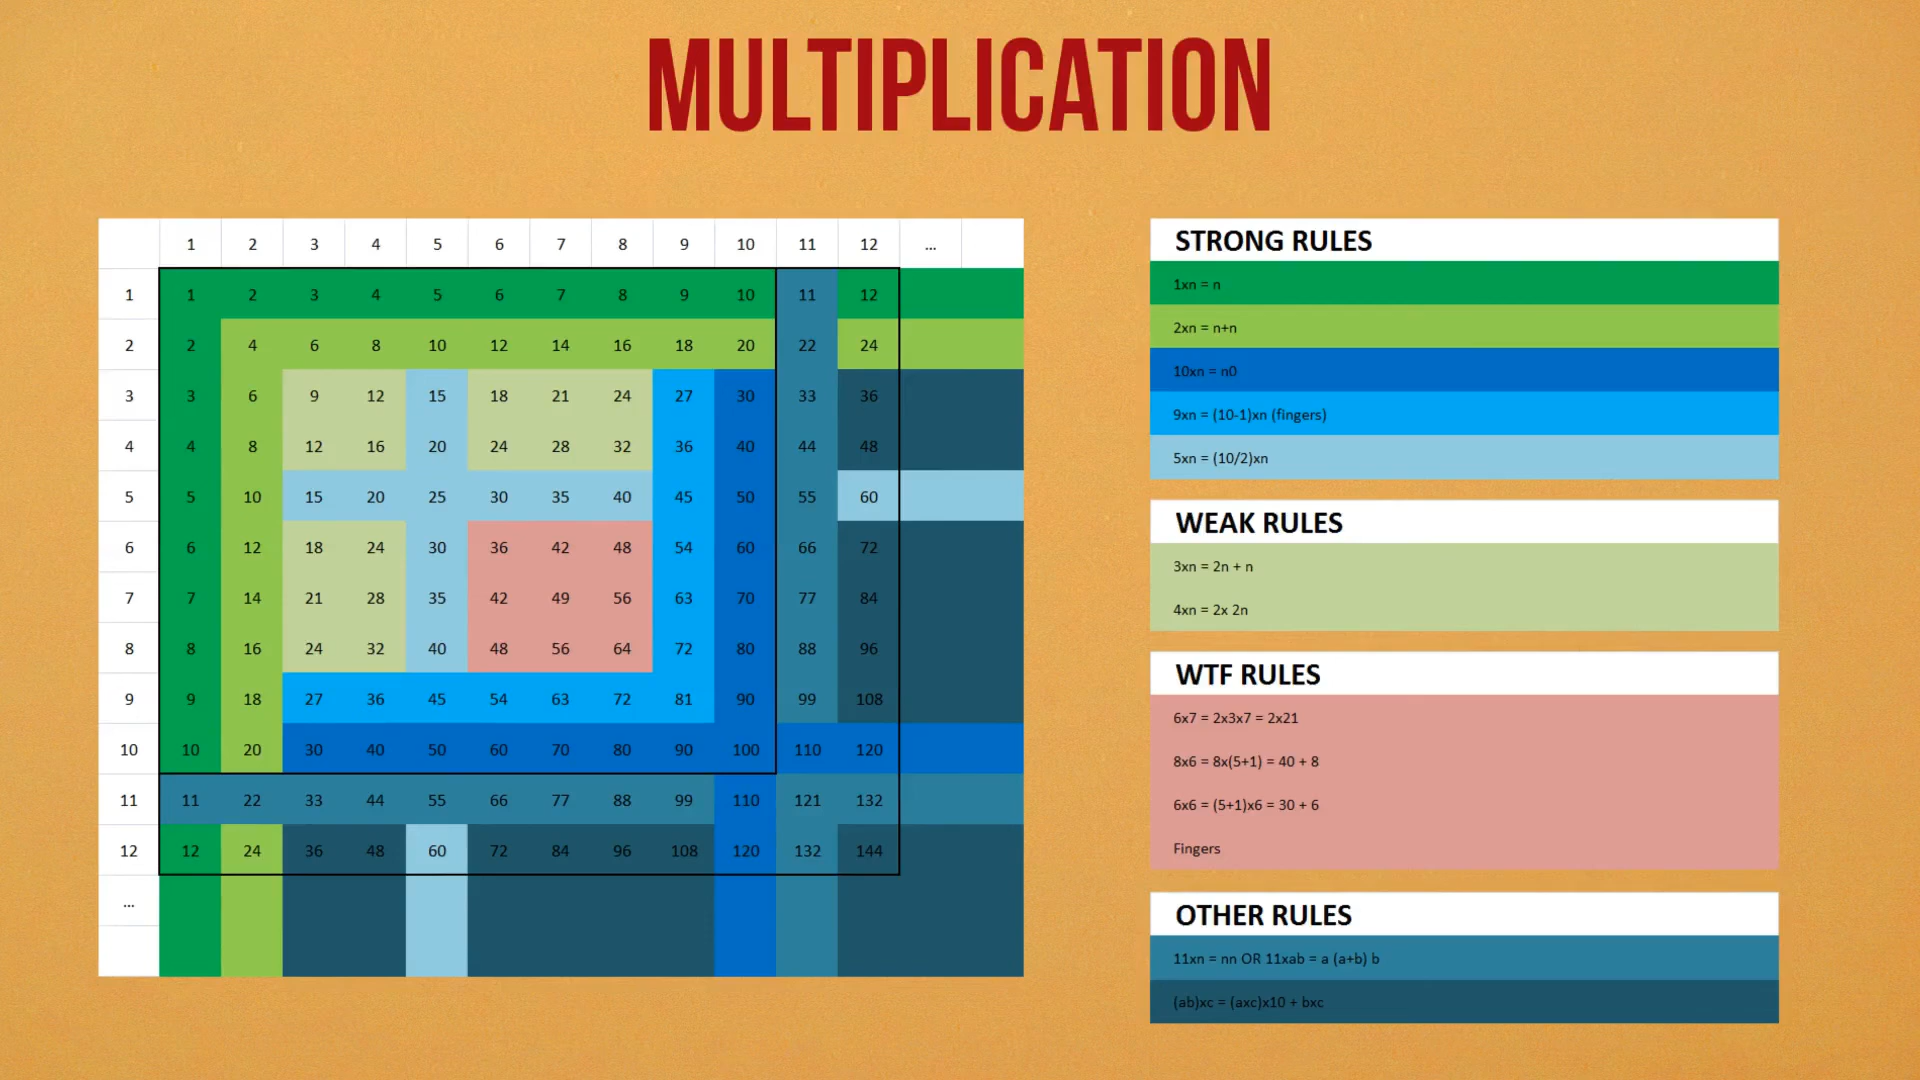 MULTIPLICATION
1 2 3 4 5 6 7 8 9 10 11 12 ...
1 1 2 3 4 5 6 7 8 9 10 11 12
2 2 4 6 8 10 12 14 16 18 20 22 24
3 3 6 9 12 15 18 21 24 27 30 33 36
4 4 8 12 16 20 24 28 32 36 40 44 48
5 5 10 15 20 25 30 35 40 45 50 55 60
6 6 12 18 24 30 36 42 48 54 60 66 72
7 7 14 21 28 35 42 49 56 63 70 77 84
8 8 16 24 32 40 48 56 64 72 80 88 96
9 9 18 27 36 45 54 63 72 81 90 99 108
10 10 20 30 40 50 60 70 80 90 100 110 120
11 11 22 33 44 55 66 77 88 99 110 121 132
12 12 24 36 48 60 72 84 96 108 120 132 144
...
STRONG RULES
1xn = n
2xn = n+n
10xn = n0
9xn = (10-1)xn (fingers)
5xn = (10/2)xn
WEAK RULES
3xn = 2n + n
4xn = 2x 2n
WTF RULES
6x7 = 2x3x7 = 2x21
8x6 = 8x(5+1) = 40 + 8
6x6 = (5+1)x6 = 30 + 6
Fingers
OTHER RULES
11xn = nn OR 11xab = a (a+b) b
(ab)xc = (axc)x10 + bxc